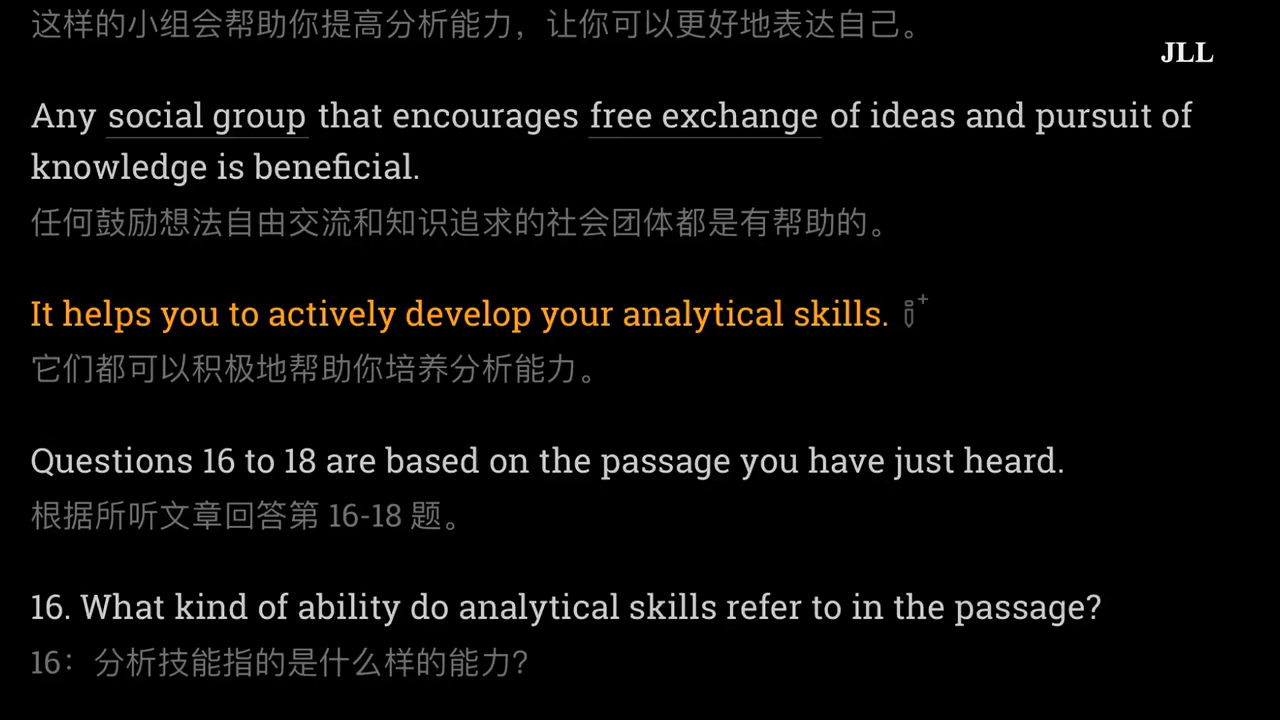 这样的小组会帮助你提高分析能力，让你可以更好地表达自己。
JLL
Any social group that encourages free exchange of ideas and pursuit of
knowledge is beneficial.
任何鼓励想法自由交流和知识追求的社会团体都是有帮助的。
It helps you to actively develop your analytical skills.
它们都可以积极地帮助你培养分析能力。
Questions 16 to 18 are based on the passage you have just heard.
根据所听文章回答第 16-18 题。
16. What kind of ability do analytical skills refer to in the passage?
16：分析技能指的是什么样的能力？